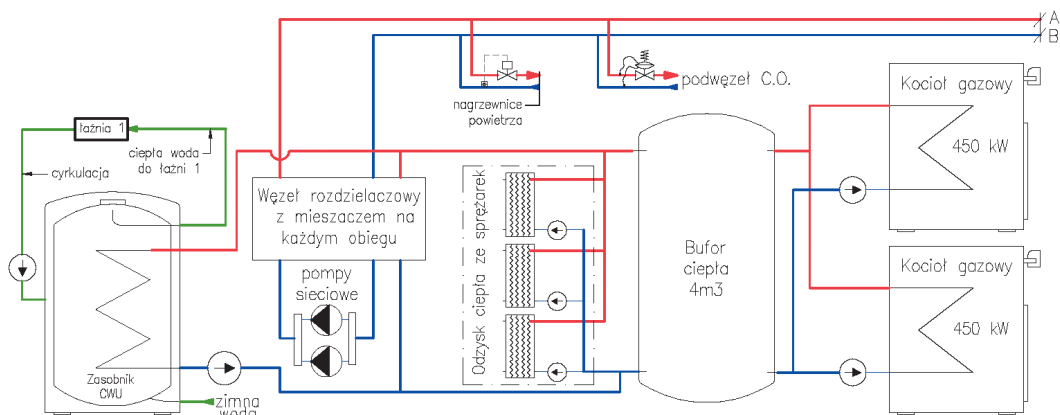 A
B
podwęzeł C.O.
nagrzewnice
powietrza
Kocioł gazowy
450 kW
łaźnia 1
ciepła woda
do łaźni 1
cyrkulacja
Węzeł rozdzielaczowy
z mieszaczem na
każdym obiegu
pompy
sieciowe
Odzysk ciepła ze sprężarek
Bufor
ciepła
4m3
Kocioł gazowy
450 kW
Zasobnik
CWU
zimna
woda